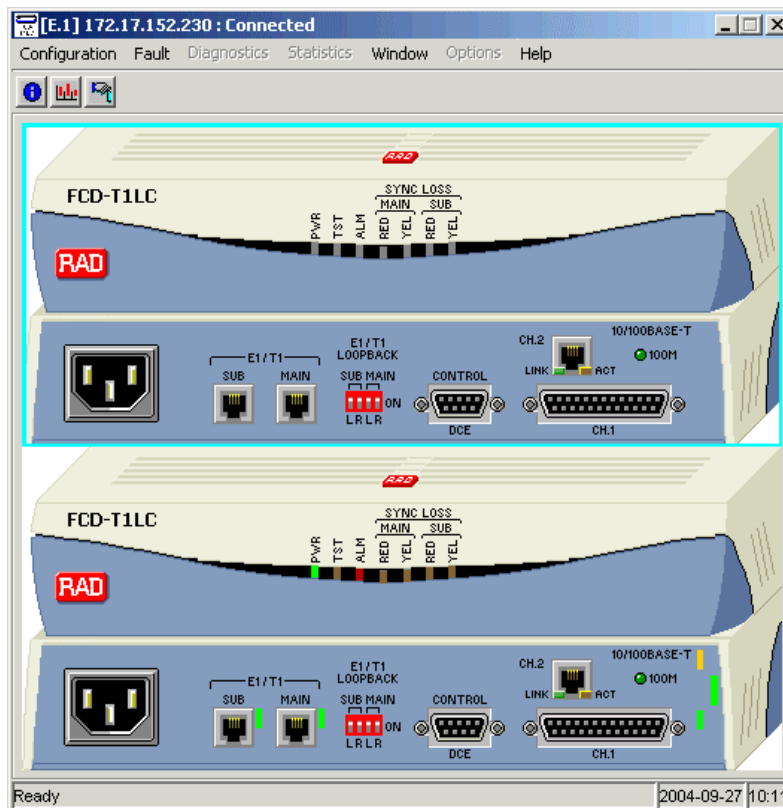 [E.1] 172.17.152.230 : Connected
Configuration Fault Diagnostics Statistics Window Options Help
RAD
FCD-T1LC
SYNC LOSS
MAIN SUB
PWR TST ALM RED YEL RED YEL
RAD
10/100BASE-T
E1/T1
LOOPBACK
CH.2
100M
E1/T1
LINK ACT
SUB MAIN SUB MAIN CONTROL
ON
L R L R
DCE CH.1
RAD
FCD-T1LC
SYNC LOSS
MAIN SUB
PWR TST ALM RED YEL RED YEL
RAD
10/100BASE-T
E1/T1
LOOPBACK
CH.2
100M
E1/T1
LINK ACT
SUB MAIN SUB MAIN CONTROL
ON
L R L R
DCE CH.1
Ready 2004-09-27